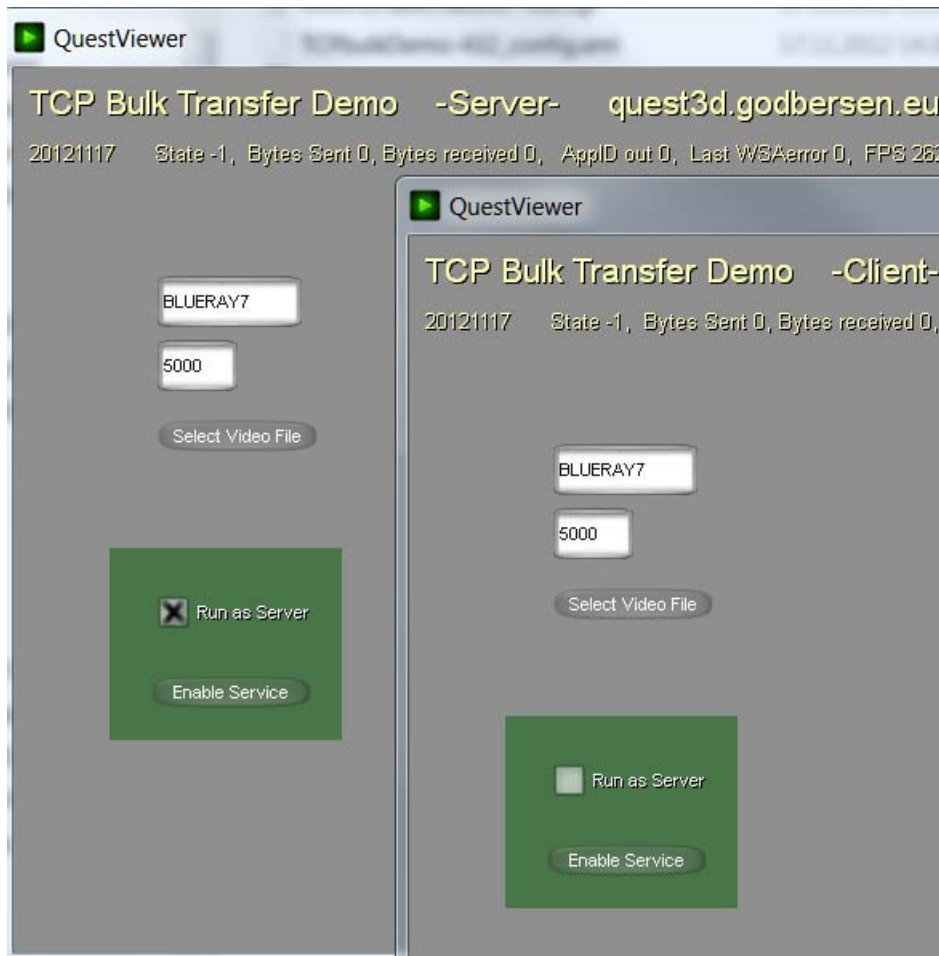 QuestViewer
TCP Bulk Transfer Demo -Server- quest3d.godbersen.eu
20121117 State -1, Bytes Sent 0, Bytes received 0, AppID out 0, Last WSAerror 0, FPS 262
BLUERAY7
5000
Select Video File
Run as Server
Enable Service
QuestViewer
TCP Bulk Transfer Demo -Client-
20121117 State -1, Bytes Sent 0, Bytes received 0,
BLUERAY7
5000
Select Video File
Run as Server
Enable Service